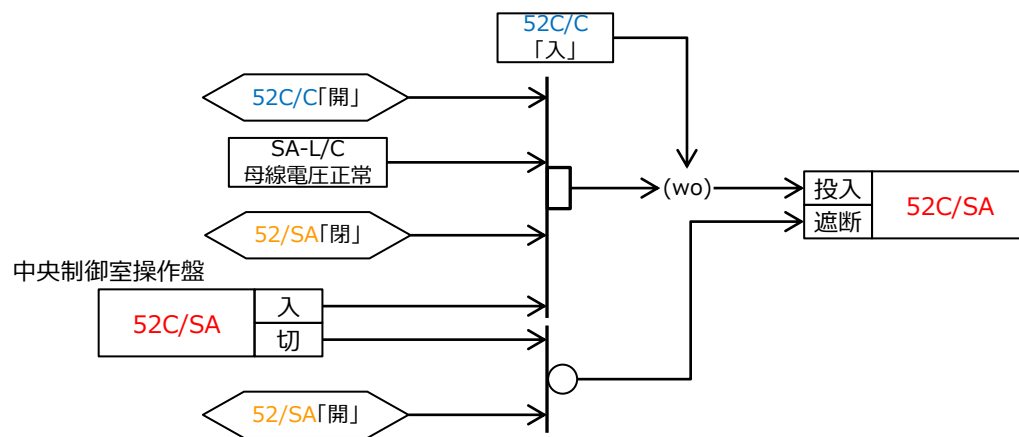 52C/C
「入」
52C/C「開」
SA-L/C
母線電圧正常
(wo)
投入
遮断
52C/SA
52/SA「閉」
中央制御室操作盤
52C/SA
入
切
52/SA「開」